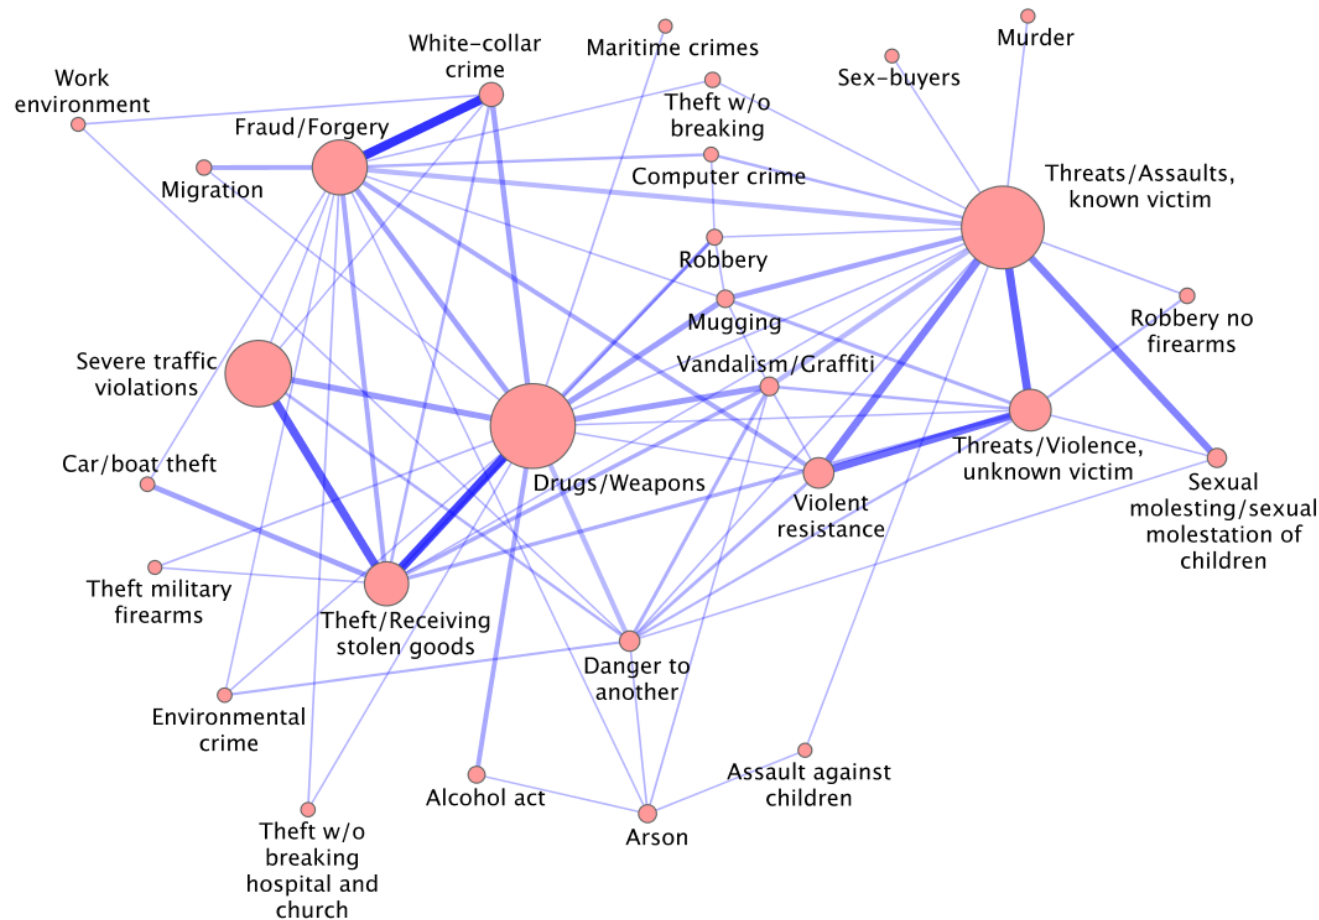 Murder
White-collar
crime
Maritime crimes
Work
environment
Sex-buyers
Theft w/o
breaking
Fraud/Forgery
Computer crime
Migration
Threats/Assaults,
known victim
Robbery
Mugging
Robbery no
firearms
Severe traffic
violations
Vandalism/Graffiti
Threats/Violence,
unknown victim
Car/boat theft
Drugs/Weapons
Violent
resistance
Sexual
molesting/sexual
molestation of
children
Theft military
firearms
Theft/Receiving
stolen goods
Danger to
another
Environmental
crime
Assault against
children
Alcohol act
Arson
Theft w/o
breaking
hospital and
church